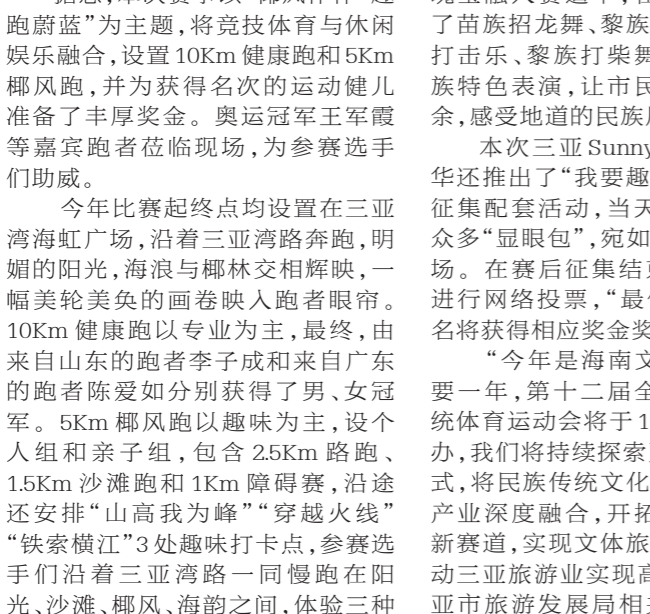 跑蔚蓝”为主题，将竞技体育与休闲
娱乐融合，设置10Km健康跑和5Km
椰风跑，并为获得名次的运动健儿
准备了丰厚奖金。奥运冠军王军霞
等嘉宾跑者莅临现场，为参赛选手
们助威。
今年比赛起终点均设置在三亚
湾海虹广场，沿着三亚湾路奔跑，明
媚的阳光，海浪与椰林交相辉映，一
幅美轮美奂的画卷映入跑者眼帘。
10Km健康跑以专业为主，最终，由
来自山东的跑者李子成和来自广东
的跑者陈爱如分别获得了男、女冠
军。5Km椰风跑以趣味为主，设个
人组和亲子组，包含2.5Km路跑、
1.5Km沙滩跑和1Km障碍赛，沿途
还安排“山高我为峰”“穿越火线”
“铁索横江”3处趣味打卡点，参赛选
手们沿着三亚湾路一同慢跑在阳
光、沙滩、椰风、海韵之间，体验三种
了苗族招龙舞、黎族
打击乐、黎族打柴舞
族特色表演，让市民
余，感受地道的民族
本次三亚Sunny
华还推出了“我要趣
征集配套活动，当天
众多“显眼包”，宛如
场。在赛后征集结
进行网络投票，“最
名将获得相应奖金奖
“今年是海南文
要一年，第十二届全
统体育运动会将于1
办，我们将持续探索
式，将民族传统文化
产业深度融合，开拓
新赛道，实现文体旅
动三亚旅游业实现高
亚市旅游发展局相